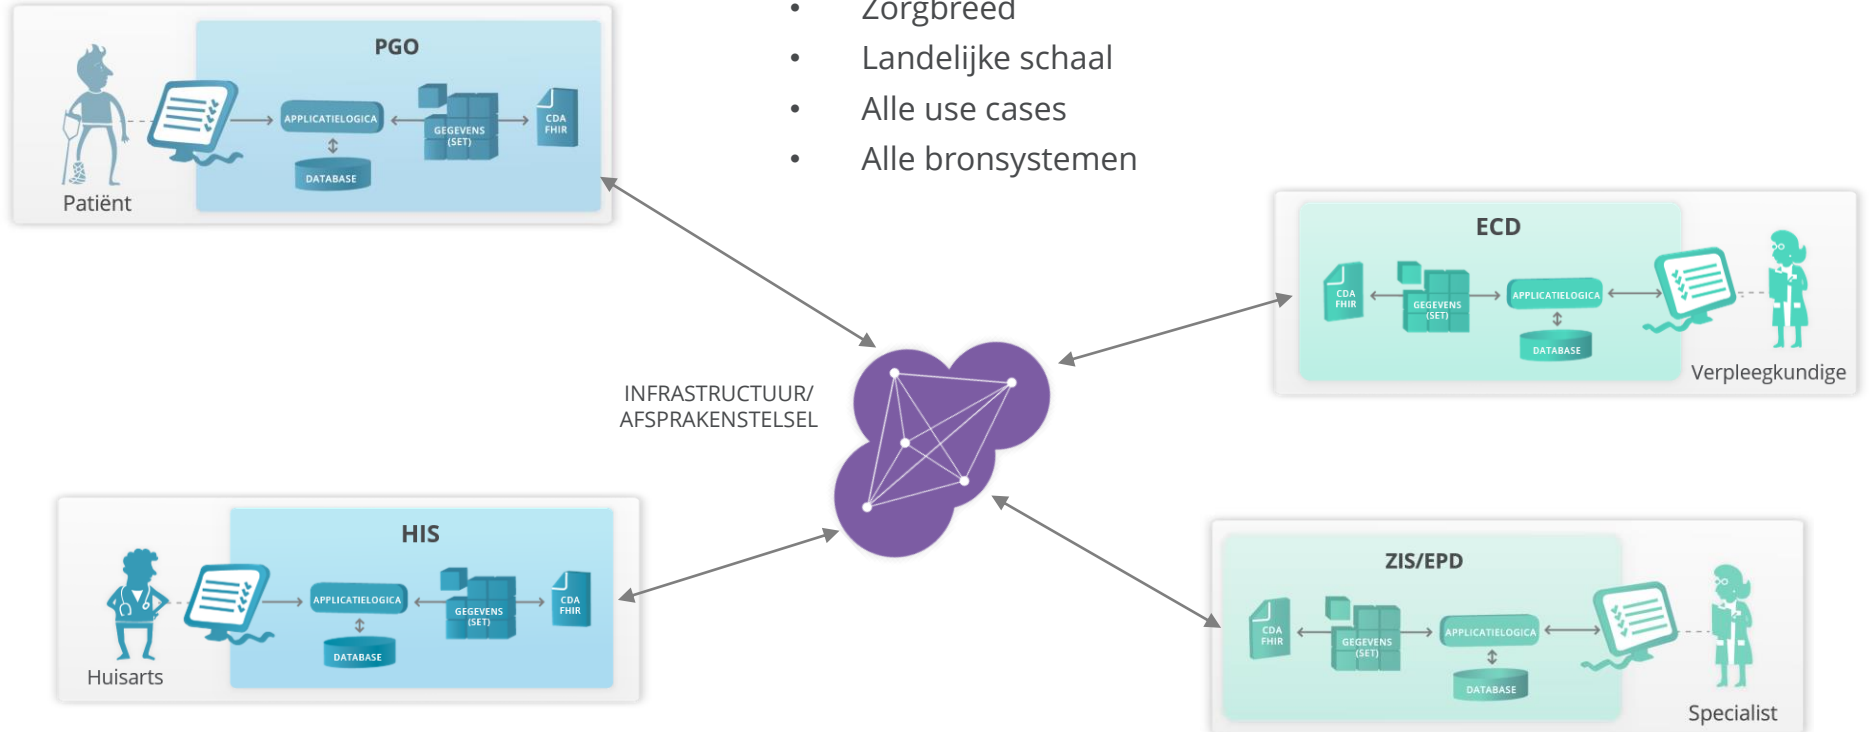 • Zorgbreed
• Landelijke schaal
• Alle use cases
• Alle bronsystemen
PGO
APPLICATIELOGICA
DATABASE
GEGEVENS
(SET)
CDA
FHIR
Patiënt
ECD
CDA
FHIR
GEGEVENS
(SET)
APPLICATIELOGICA
DATABASE
Verpleegkundige
INFRASTRUCTUUR/
AFSPRAKENSTELSEL
HIS
APPLICATIELOGICA
DATABASE
GEGEVENS
(SET)
CDA
FHIR
Huisarts
ZIS/EPD
CDA
FHIR
GEGEVENS
(SET)
APPLICATIELOGICA
DATABASE
Specialist